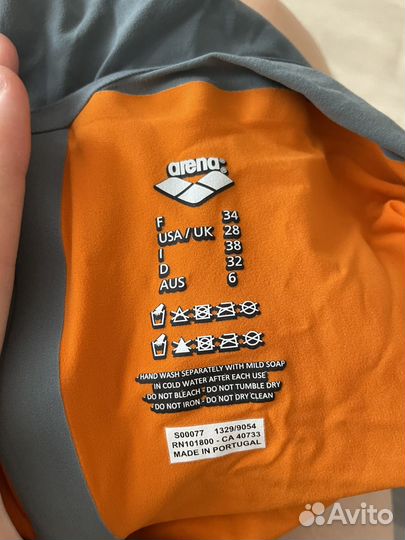 arena
F 34
USA / UK 28
I 38
D 32
AUS 6
HAND WASH SEPARATELY WITH MILD SOAP
IN COLD WATER AFTER EACH USE
DO NOT BLEACH - DO NOT TUMBLE DRY
DO NOT IRON - DO NOT DRY CLEAN
S00077 1329/9054
RN101800 - CA 40733
MADE IN PORTUGAL
Avito